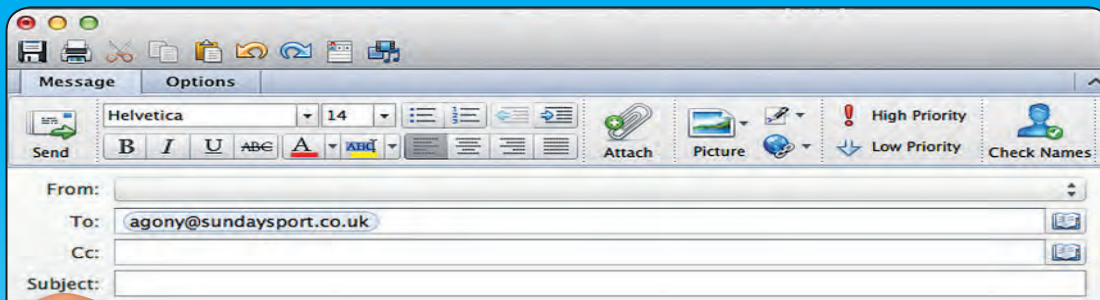 Message Options
Helvetica 14 High Priority
B I U ABC A ABC Low Priority
Send Attach Picture Check Names
From:
To: agony@sundaysport.co.uk
Cc:
Subject: